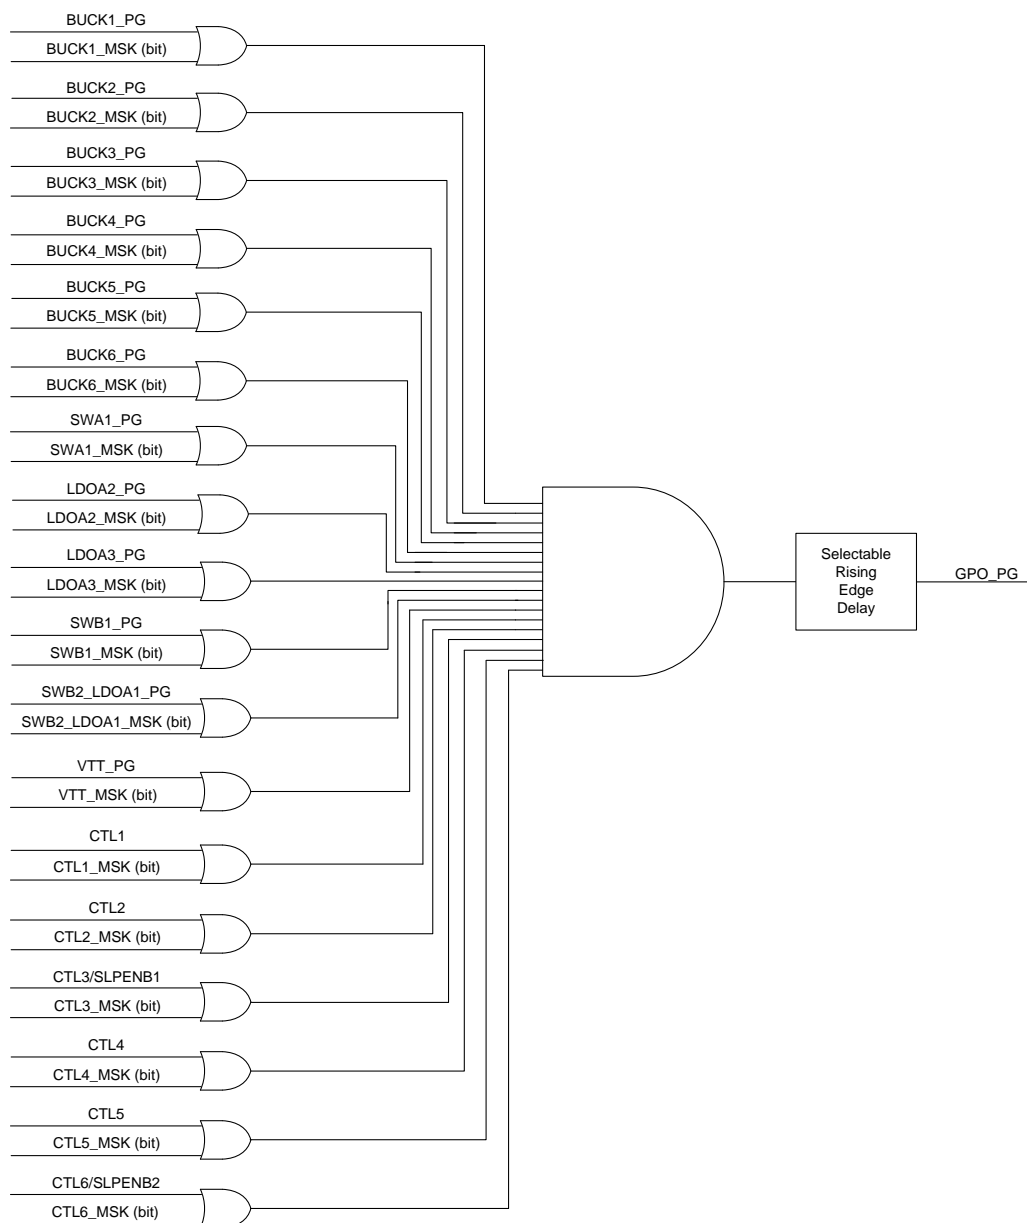 BUCK1_PG
BUCK1_MSK (bit)
BUCK2_PG
BUCK2_MSK (bit)
BUCK3_PG
BUCK3_MSK (bit)
BUCK4_PG
BUCK4_MSK (bit)
BUCK5_PG
BUCK5_MSK (bit)
BUCK6_PG
BUCK6_MSK (bit)
SWA1_PG
SWA1_MSK (bit)
LDOA2_PG
LDOA2_MSK (bit)
LDOA3_PG
LDOA3_MSK (bit)
SWB1_PG
SWB1_MSK (bit)
SWB2_LDOA1_PG
SWB2_LDOA1_MSK (bit)
VTT_PG
VTT_MSK (bit)
CTL1
CTL1_MSK (bit)
CTL2
CTL2_MSK (bit)
CTL3/SLPENB1
CTL3_MSK (bit)
CTL4
CTL4_MSK (bit)
CTL5
CTL5_MSK (bit)
CTL6/SLPENB2
CTL6_MSK (bit)
Selectable
Rising
Edge
Delay
GPO_PG